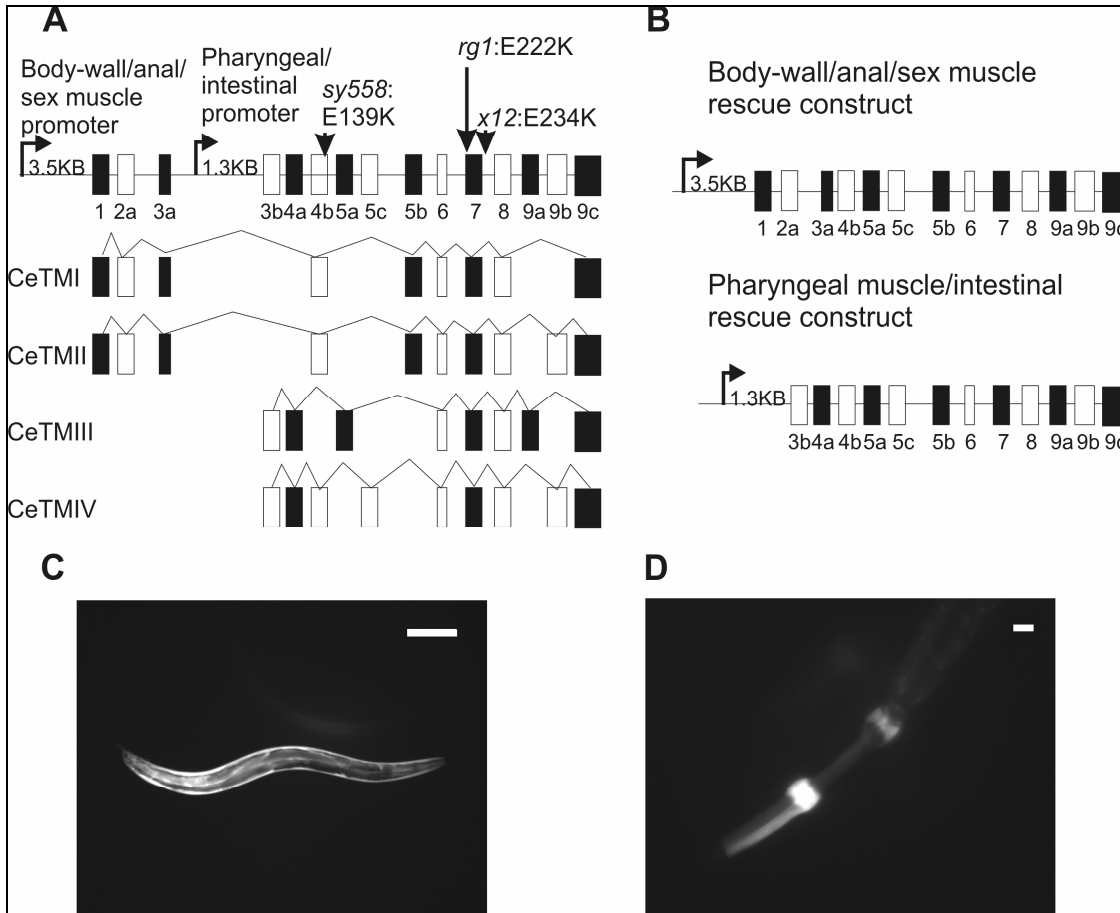 A
Body-wall/anal/
sex muscle
promoter
Pharyngeal/
intestinal
promoter
sy558:
E139K
rg1:E222K
x12:E234K
3.5KB
1.3KB
1 2a 3a 3b4a 4b 5a 5c 5b 6 7 8 9a 9b 9c
CeTMI
CeTMII
CeTMIII
CeTMIV
B
Body-wall/anal/sex muscle
rescue construct
3.5KB
1 2a 3a 4b 5a 5c 5b 6 7 8 9a 9b 9c
Pharyngeal muscle/intestinal
rescue construct
1.3KB
3b 4a 4b 5a 5c 5b 6 7 8 9a 9b 9c
C
D